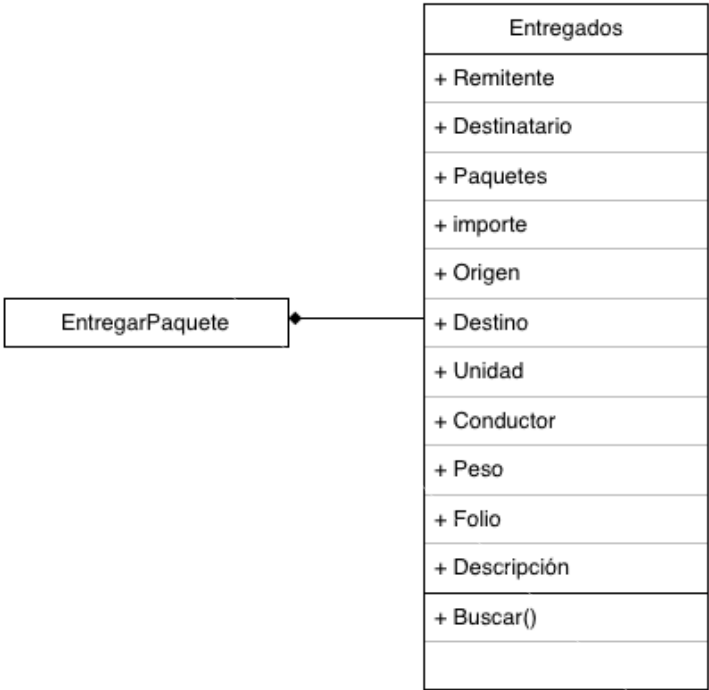 Entregados
+ Remitente
+ Destinatario
+ Paquetes
+ importe
+ Origen
EntregarPaquete
+ Destino
+ Unidad
+ Conductor
+ Peso
+ Folio
+ Descripción
+ Buscar()